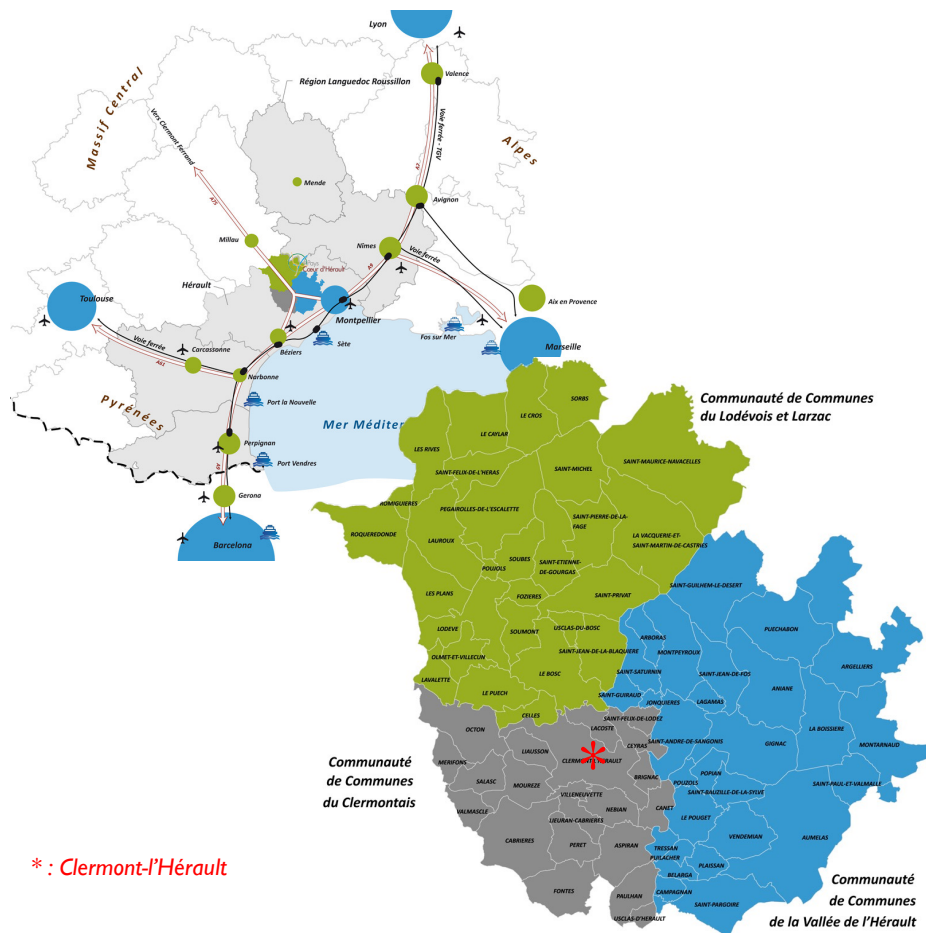 Lyon
Valence
Région Languedoc Roussillon
Massif Central
Vers Clermont Ferrand
Voie ferrée - TGV
Alpes
A7
A75
Mende
Avignon
Millau
Nîmes
Pays
Cœur d'Hérault
Voie ferrée
A9
Hérault
Aix en Provence
Toulouse
Montpellier
Fos sur Mer
Marseille
Sète
Voie ferrée
Carcassonne
Béziers
A61
Narbonne
Pyrénées
Port la Nouvelle
Mer Méditer
Perpignan
Port Vendres
A9
Gerona
Barcelona
Communauté de Communes
du Lodévois et Larzac
SORBS
LE CROS
LE CAYLAR
LES RIVES
SAINT-FELIX-DE-L'HERAS
SAINT-MICHEL
SAINT-MAURICE-NAVACELLES
ROMIGUIERES
PEGAIROLLES-DE-L'ESCALETTE
SAINT-PIERRE-DE-LA-
FAGE
ROQUEREDONDE
LAUROUX
LA VACQUERIE-ET-
SAINT-MARTIN-DE-CASTRIES
SOUBES
SAINT-ETIENNE-
DE-GOURGAS
POUJOLS
SAINT-GUILHEM-LE-DESERT
LES PLANS
FOZIERES
SAINT-PRIVAT
LODEVE
SOUMONT
USCLAS-DU-BOSC
ARBORAS
PUECHABON
OLMET-ET-VILLECUN
SAINT-JEAN-DE-LA-BLAQUIERE
MONTPEYROUX
ARGELLIERS
LAVALETTE
LE BOSC
SAINT-SATURNIN
SAINT-JEAN-DE-FOS
ANIANE
LE PUECH
SAINT-GUIRAUD
JONQUIERES
LAGAMAS
CELLES
SAINT-FELIX-DE-LODEZ
LA BOISSIERE
OCTON
LACOSTE
CEYRAS
SAINT-ANDRE-DE-SANGONIS
GIGNAC
MONTARNAUD
LIAUSSON
CLERMONT L'HERAULT
MERIFONS
SALASC
MOUREZE
BRIGNAC
POUZOLS
POPIAN
SAINT-PAUL-ET-VALMALLE
VILLENEUVETTE
SAINT-BAUZILLE-DE-LA-SYLVE
VALMASCLE
NEBIAN
CANET
LIEURAN-CABRIERES
LE POUGET
CABRIERES
PERET
ASPIRAN
VENDEMIAN
AUMELAS
TRESSAN
PUILACHER
PLAISSAN
BELARGA
FONTES
PAULHAN
CAMPAGNAN
SAINT-PARGOIRE
USCLAS-D'HERAULT
Communauté
de Communes
du Clermontais
Communauté
de Communes
de la Vallée de l'Hérault
*
* : Clermont-l'Hérault